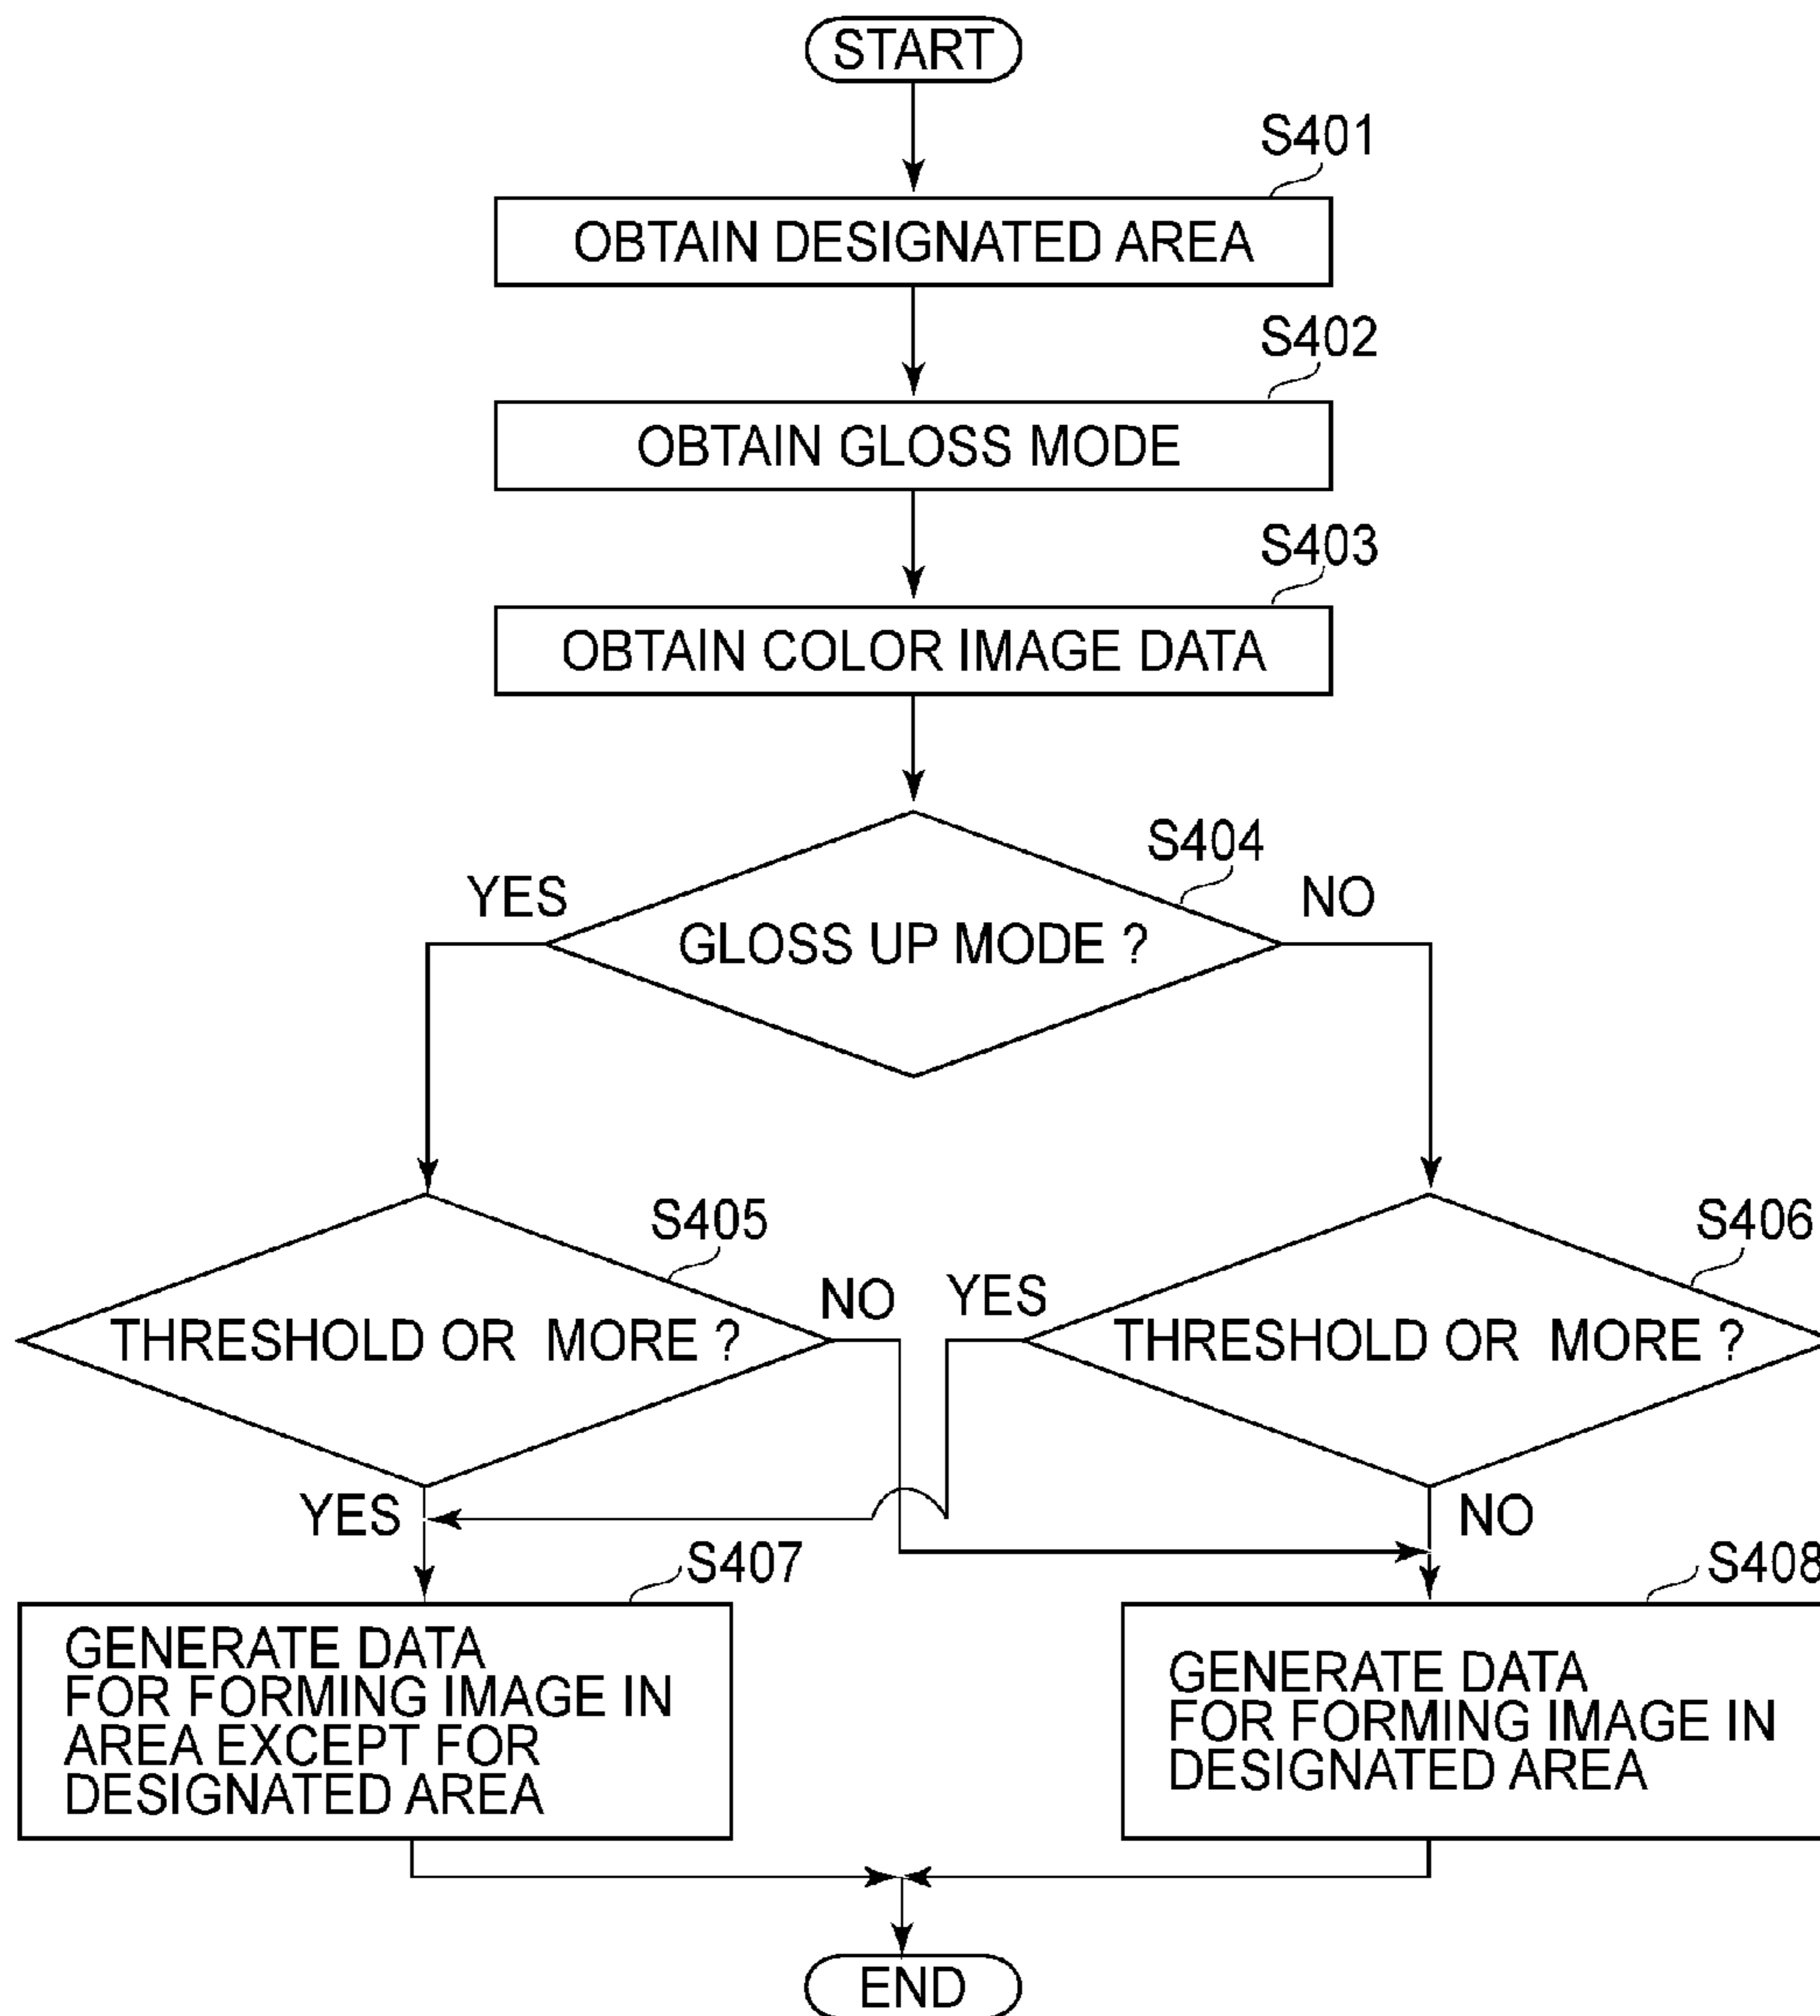 START
S401
OBTAIN DESIGNATED AREA
S402
OBTAIN GLOSS MODE
S403
OBTAIN COLOR IMAGE DATA
S404
YES
NO
GLOSS UP MODE ?
S405
S406
NO
YES
THRESHOLD OR MORE ?
THRESHOLD OR MORE ?
YES
NO
S407
S408
GENERATE DATA
FOR FORMING IMAGE IN
AREA EXCEPT FOR
DESIGNATED AREA
GENERATE DATA
FOR FORMING IMAGE IN
DESIGNATED AREA
END